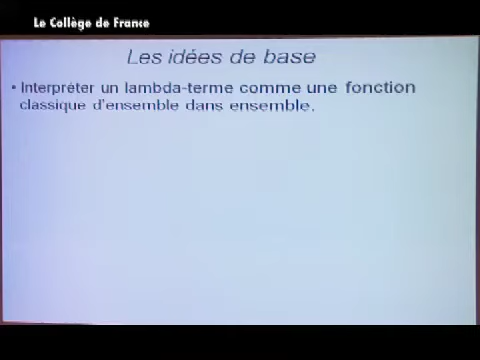 Le Collège de France
Les idées de base
• Interpréter un lambda-terme comme une fonction
classique d'ensemble dans ensemble.